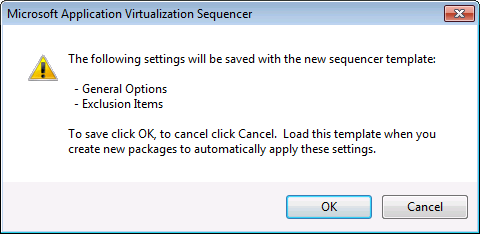 Microsoft Application Virtualization Sequencer
The following settings will be saved with the new sequencer template:
- General Options
- Exclusion Items
To save click OK, to cancel click Cancel.  Load this template when you
create new packages to automatically apply these settings.
OK
Cancel